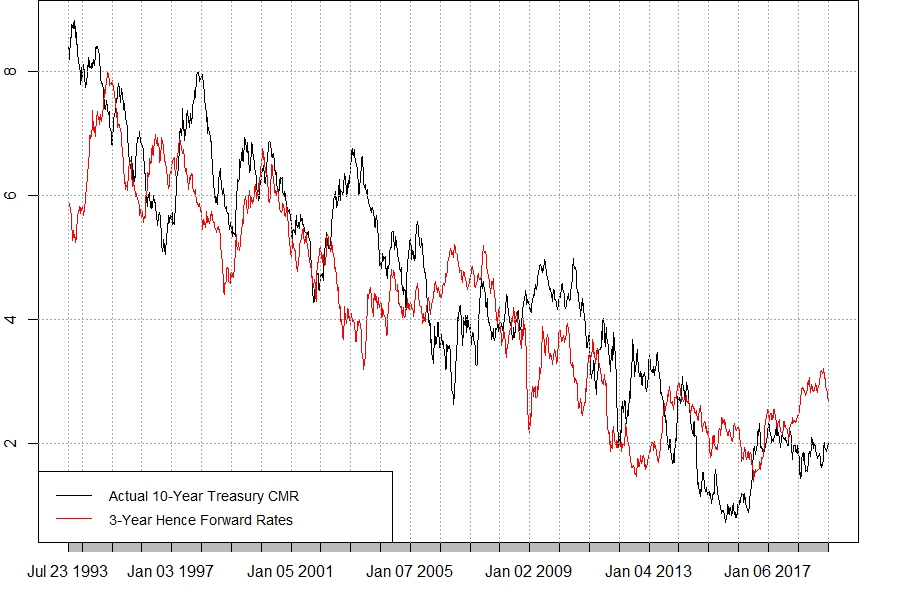 8
6
4
2
Actual 10-Year Treasury CMR
3-Year Hence Forward Rates
Jul 23 1993 Jan 03 1997 Jan 05 2001 Jan 07 2005 Jan 02 2009 Jan 04 2013 Jan 06 2017